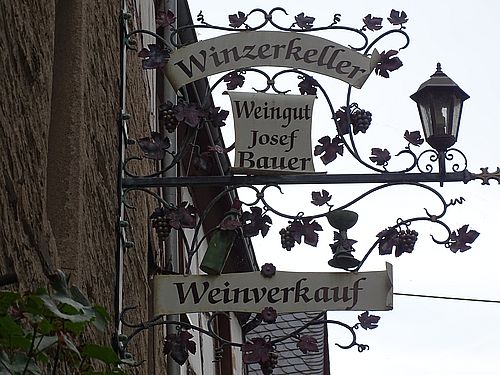 Winzerkeller
Weingut
Josef
Bauer
Weinverkauf